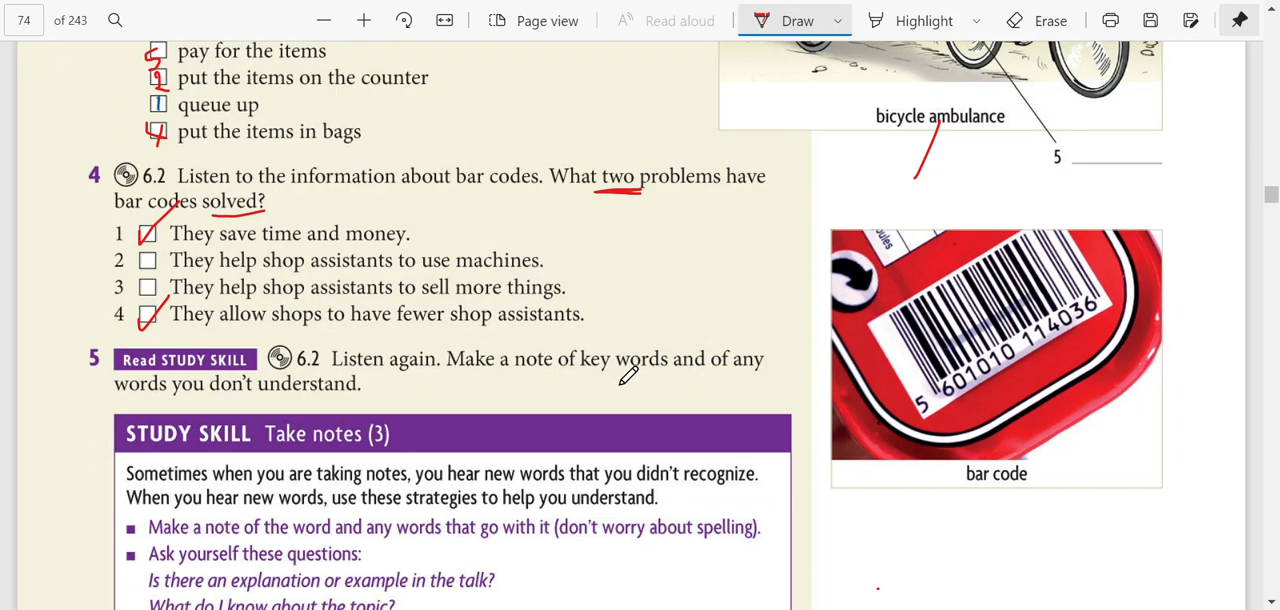 74 of 243 Page view Read aloud Draw Highlight Erase
5 pay for the items
2 put the items on the counter
1 queue up
4 put the items in bags
4 6.2 Listen to the information about bar codes. What two problems have
bar codes solved?
1 They save time and money.
2 They help shop assistants to use machines.
3 They help shop assistants to sell more things.
4 They allow shops to have fewer shop assistants.
5 Read STUDY SKILL 6.2 Listen again. Make a note of key words and of any
words you don't understand.
STUDY SKILL Take notes (3)
Sometimes when you are taking notes, you hear new words that you didn't recognize.
When you hear new words, use these strategies to help you understand.
■ Make a note of the word and any words that go with it (don't worry about spelling).
■ Ask yourself these questions:
Is there an explanation or example in the talk?
What do I know about the topic?
bicycle ambulance
5
5 601010 114036
bar code